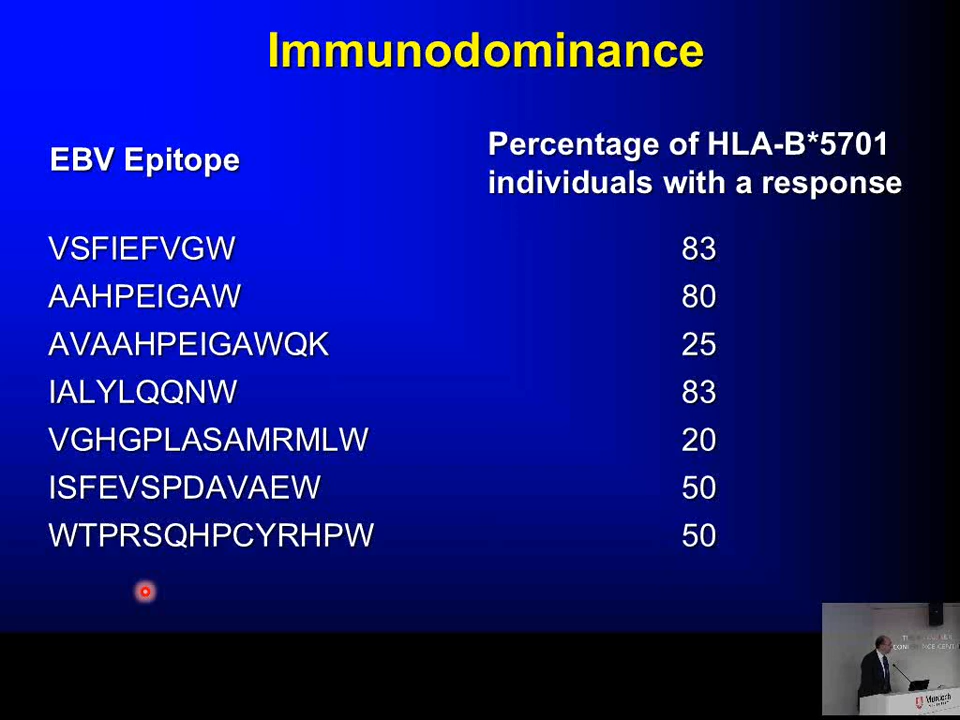 Immunodominance
EBV Epitope
Percentage of HLA-B*5701
individuals with a response
VSFIEFVGW 83
AAHPEIGAW 80
AVAAHPEIGAWQK 25
IALYLQQNW 83
VGHGPLASAMRMLW 20
ISFEVSPDAVAEW 50
WTPRSQHPCYRHPW 50
Murdoch